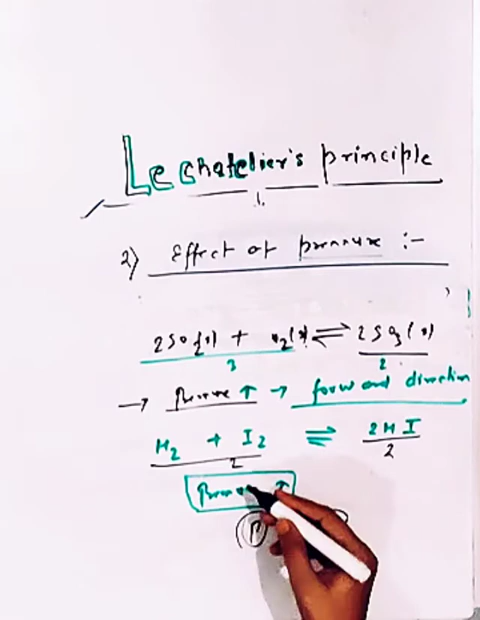 Le chatelier's principle
1.
2) Effect of pressure :-
2SO2(g) + O2(g) ⇌ 2SO3(g)
3 2
→ Pressure ↑ → forward direction
H2 + I2 ⇌ 2HI
2 2
↑
P